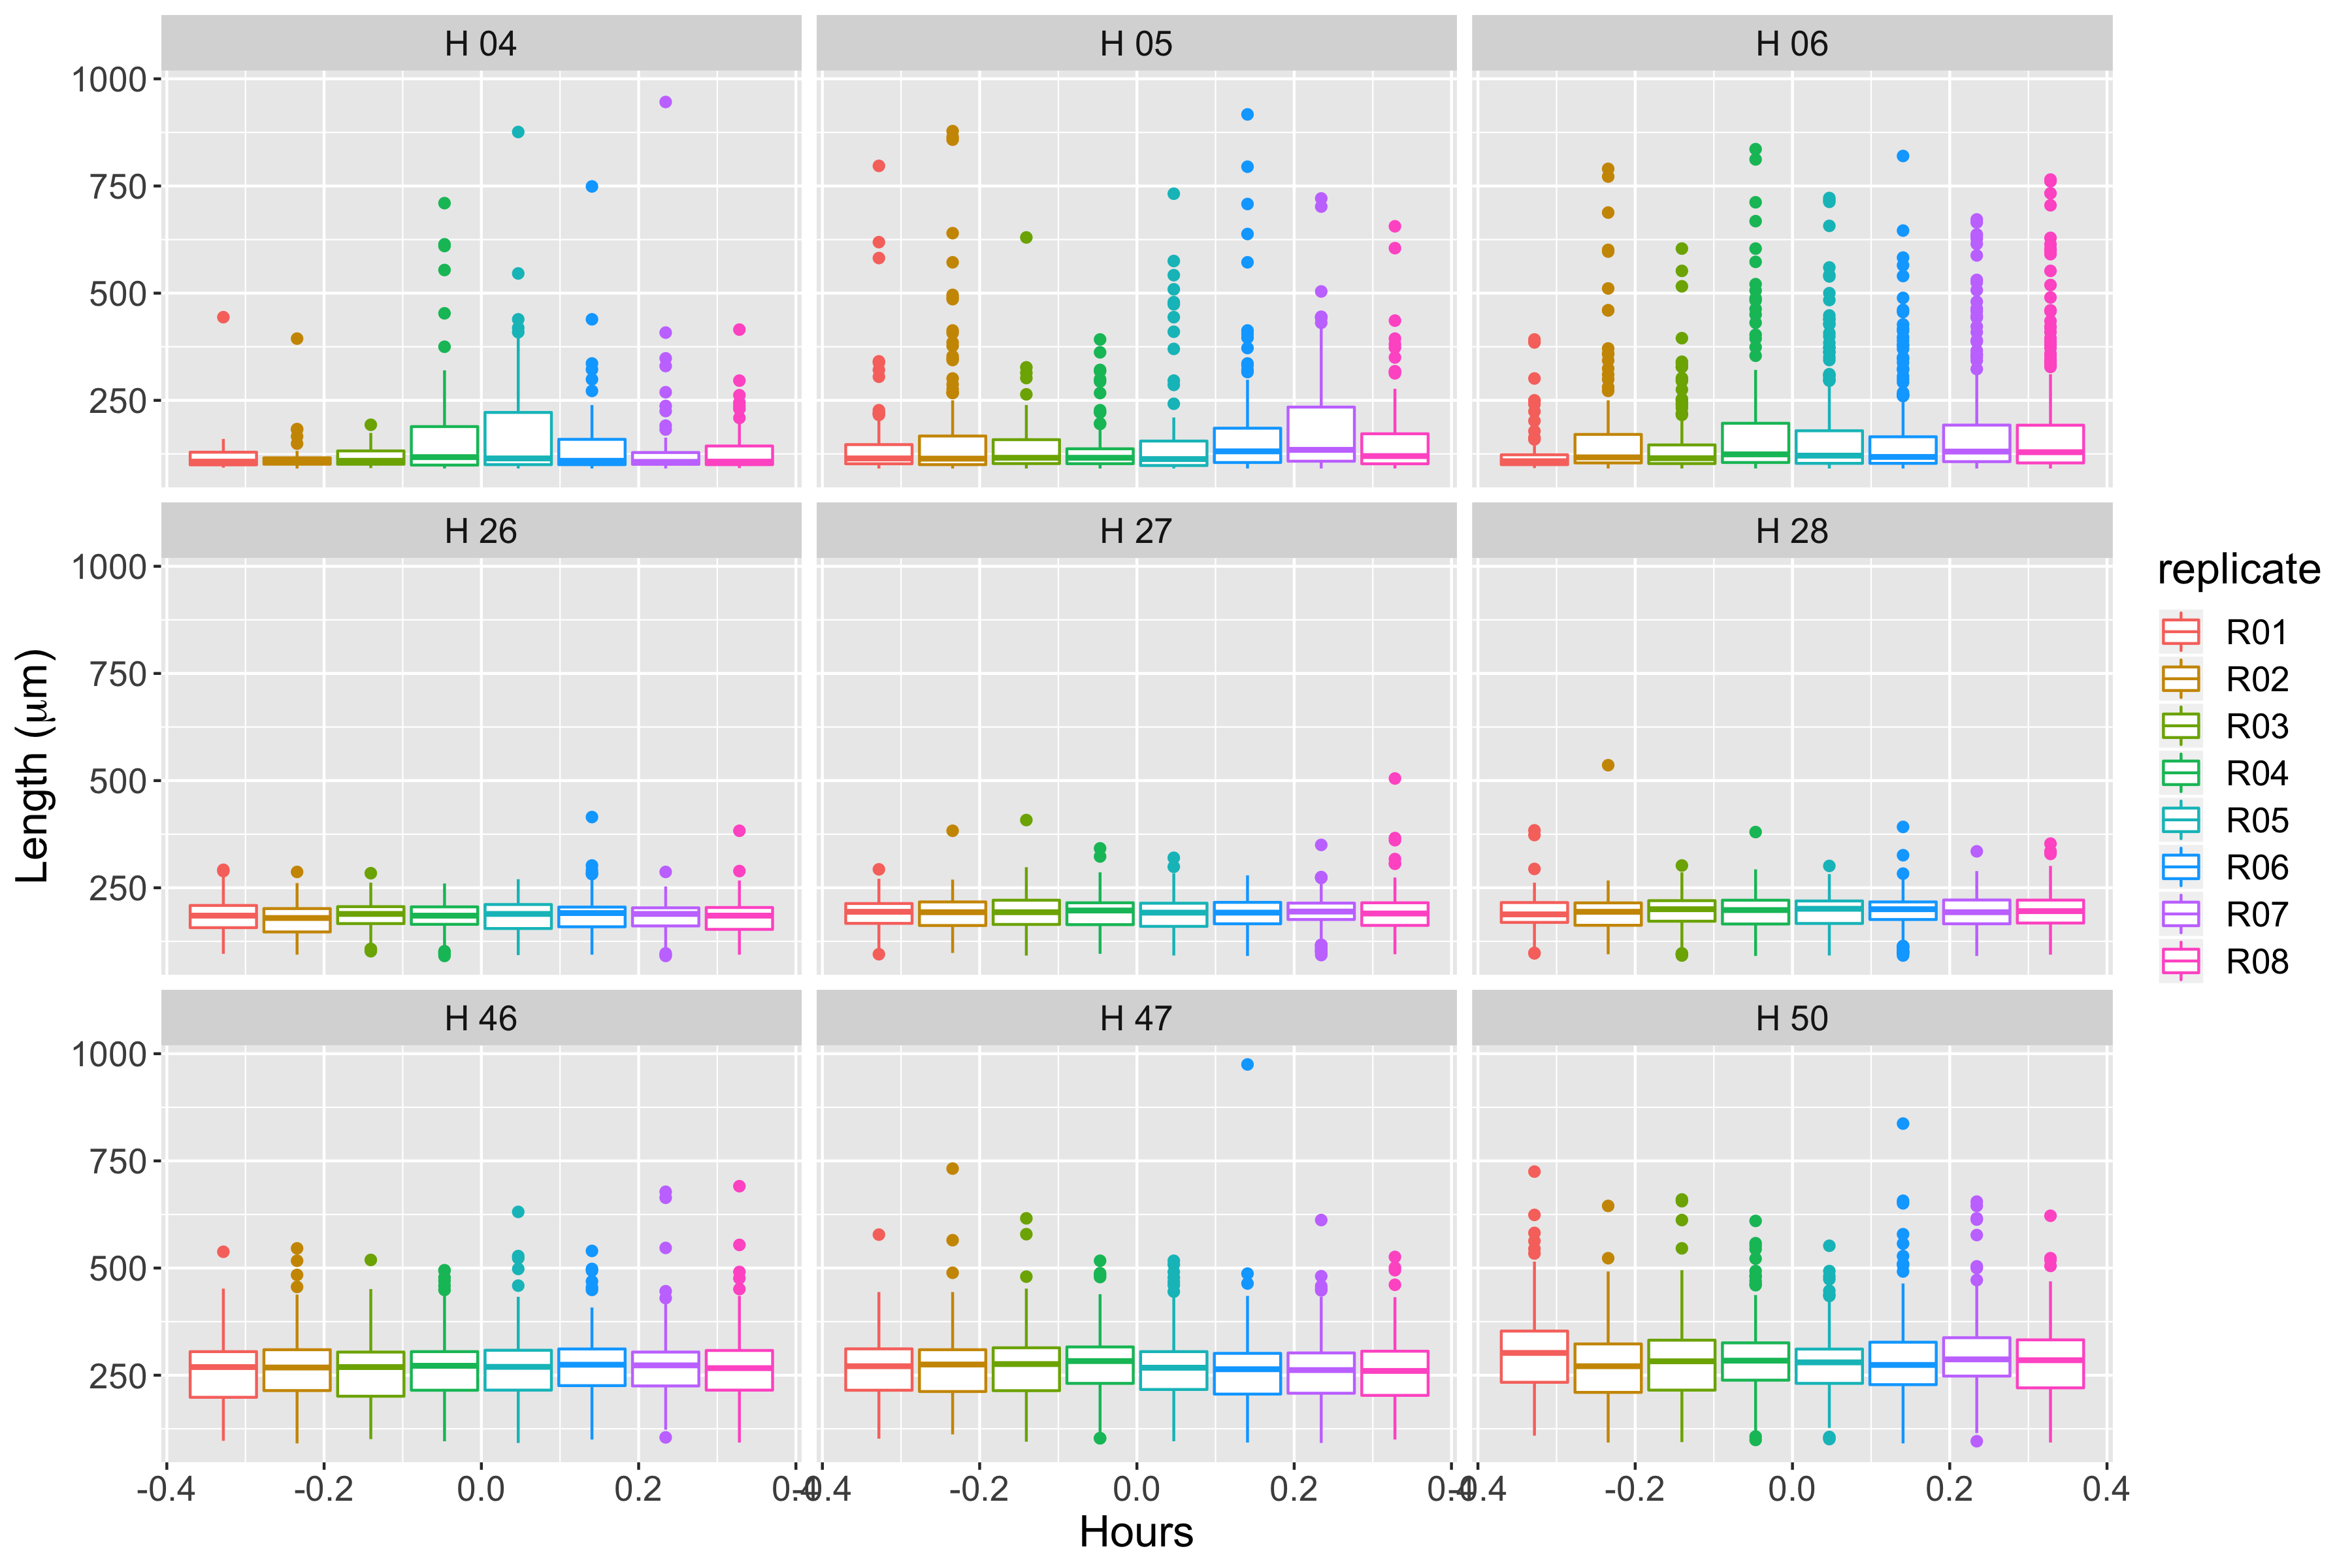 H 04 H 05 H 06
1000
750
500
250
H 26 H 27 H 28
1000
750
500
250
H 46 H 47 H 50
1000
750
500
250
-0.4 -0.2 0.0 0.2 0.4 -0.4 -0.2 0.0 0.2 0.4 -0.4 -0.2 0.0 0.2 0.4
Hours
Length (μm)
replicate
R01
R02
R03
R04
R05
R06
R07
R08